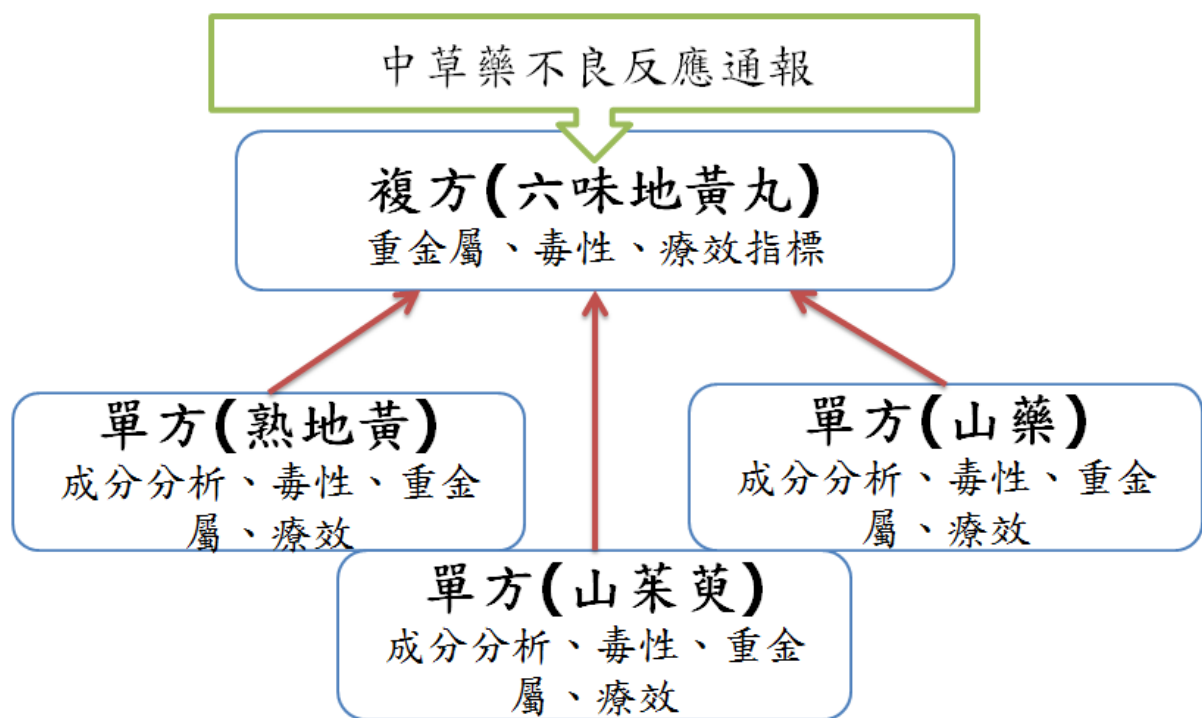 中草藥不良反應通報
複方(六味地黃丸)
重金屬、毒性、療效指標
單方(熟地黃)
成分分析、毒性、重金
屬、療效
單方(山藥)
成分分析、毒性、重金
屬、療效
單方(山茱萸)
成分分析、毒性、重金
屬、療效